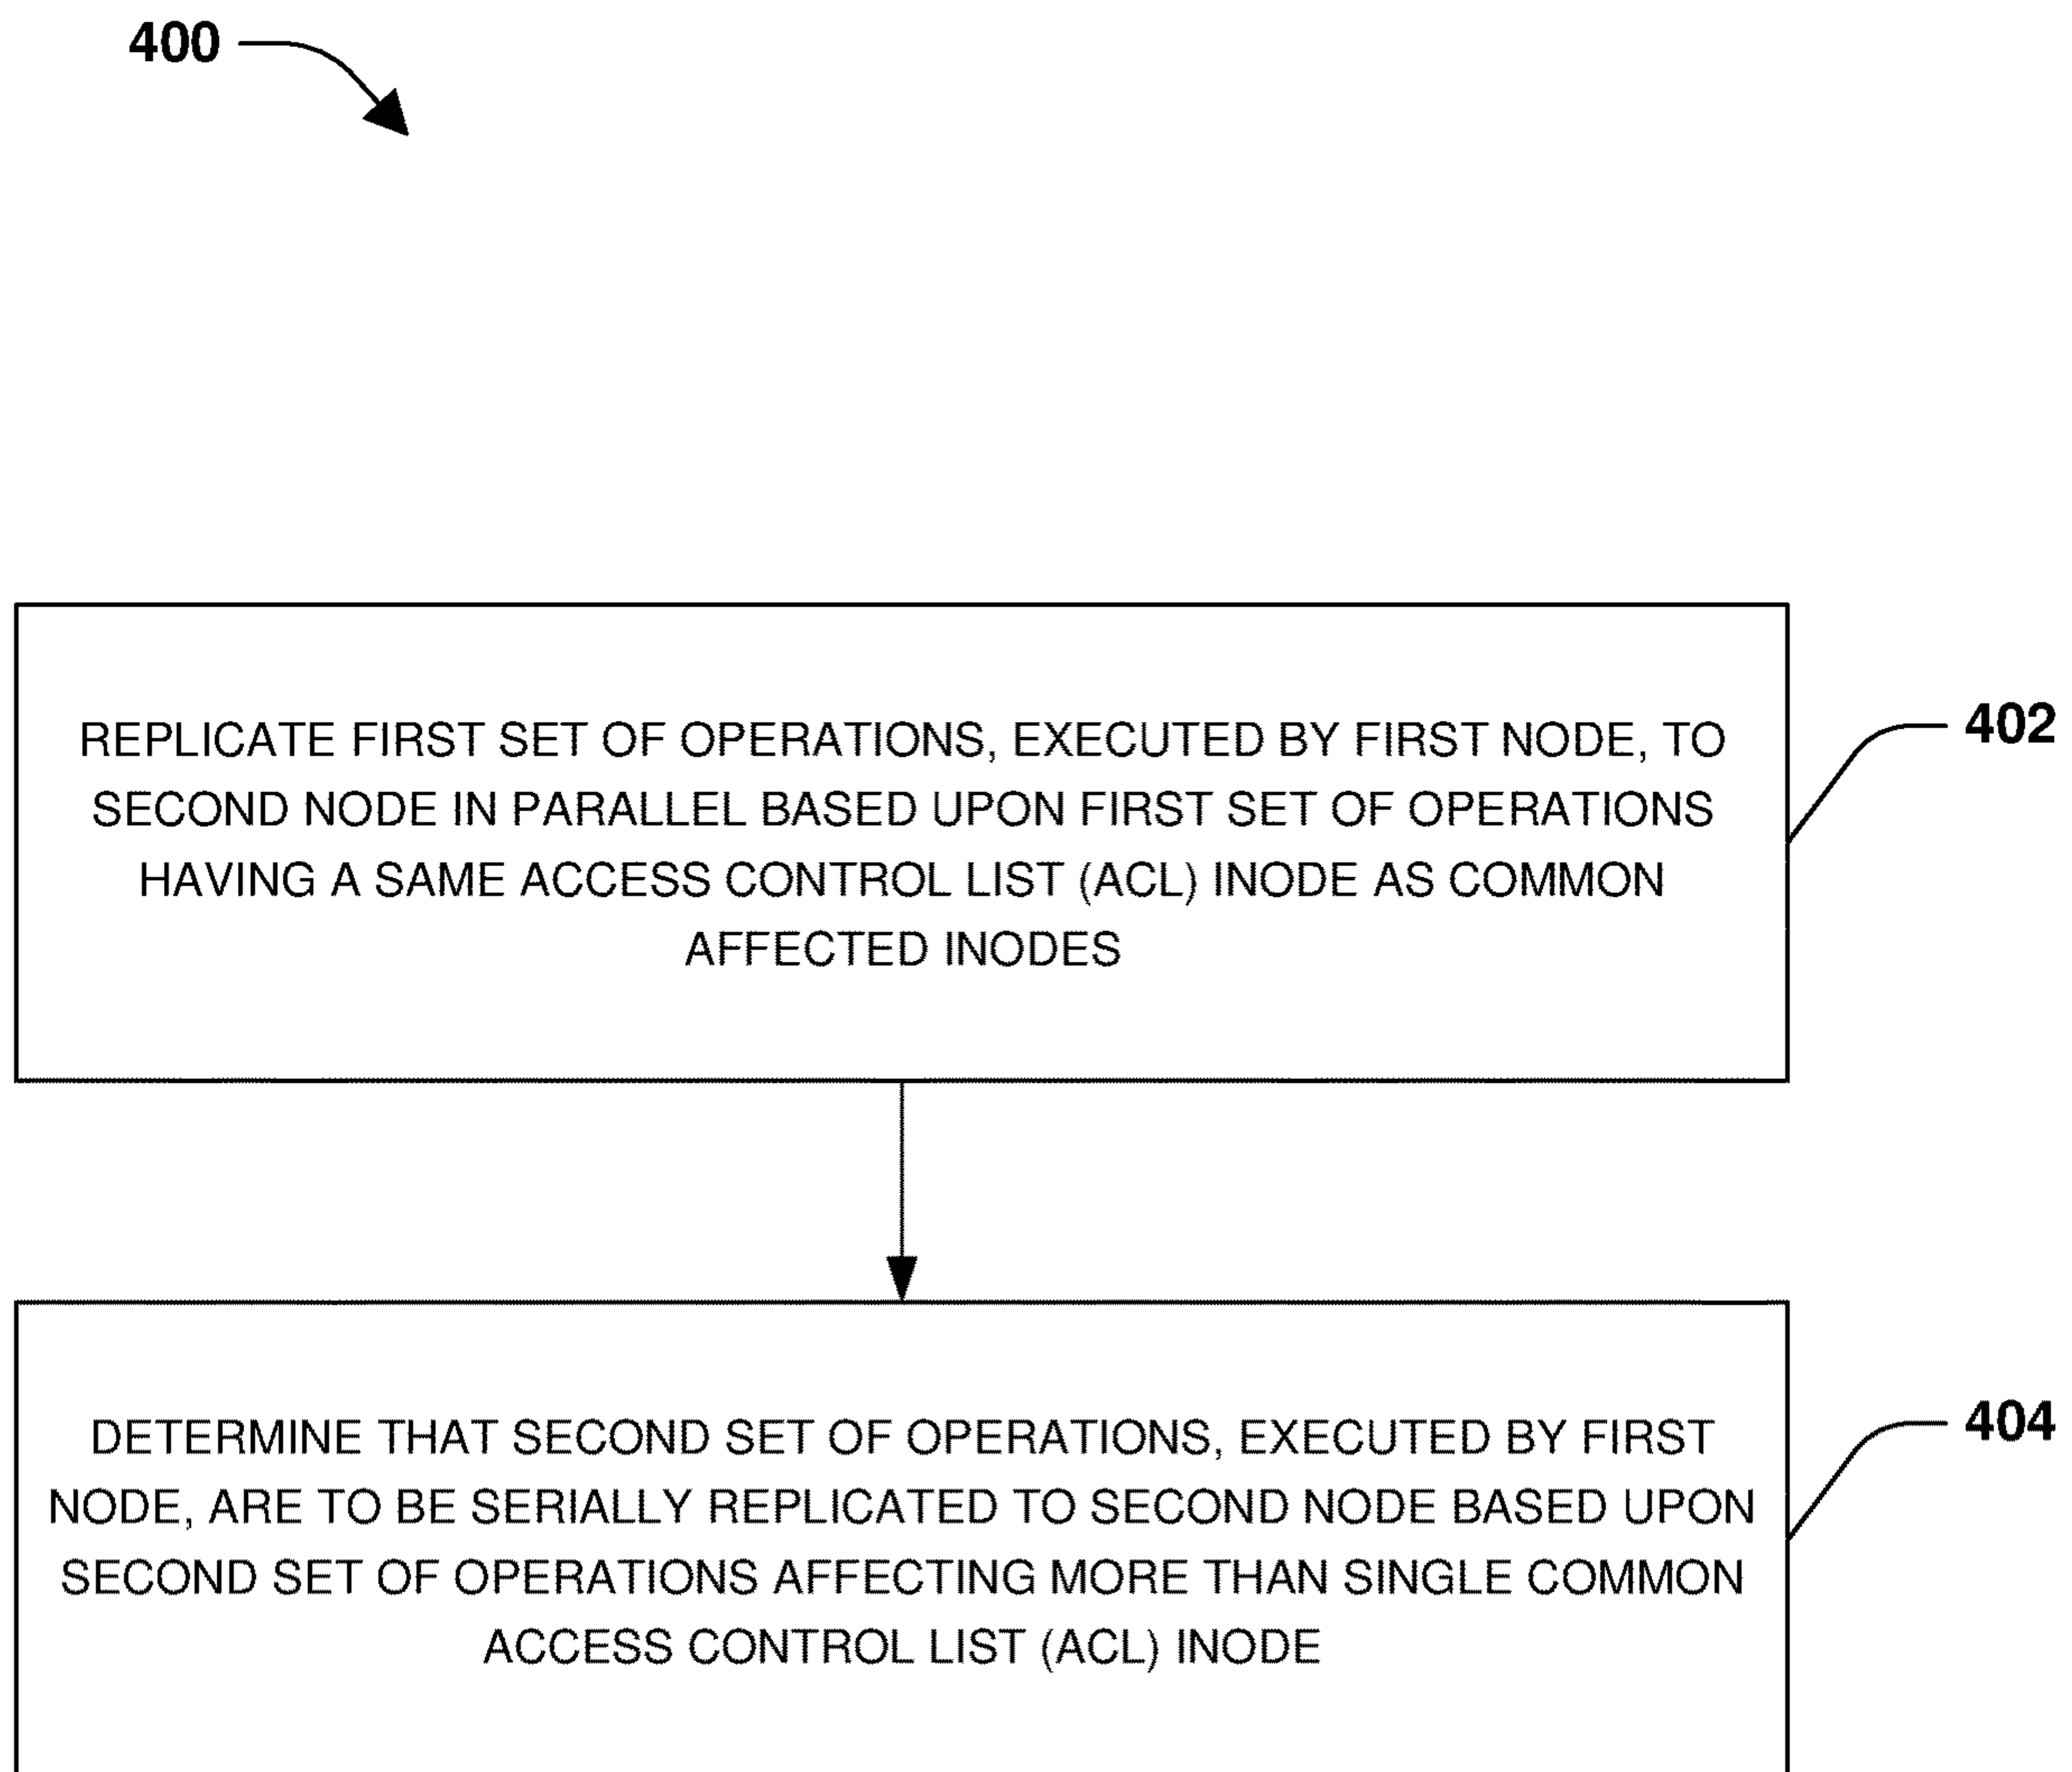 400
REPLICATE FIRST SET OF OPERATIONS, EXECUTED BY FIRST NODE, TO
SECOND NODE IN PARALLEL BASED UPON FIRST SET OF OPERATIONS
HAVING A SAME ACCESS CONTROL LIST (ACL) INODE AS COMMON
AFFECTED INODES
402
DETERMINE THAT SECOND SET OF OPERATIONS, EXECUTED BY FIRST
NODE, ARE TO BE SERIALLY REPLICATED TO SECOND NODE BASED UPON
SECOND SET OF OPERATIONS AFFECTING MORE THAN SINGLE COMMON
ACCESS CONTROL LIST (ACL) INODE
404